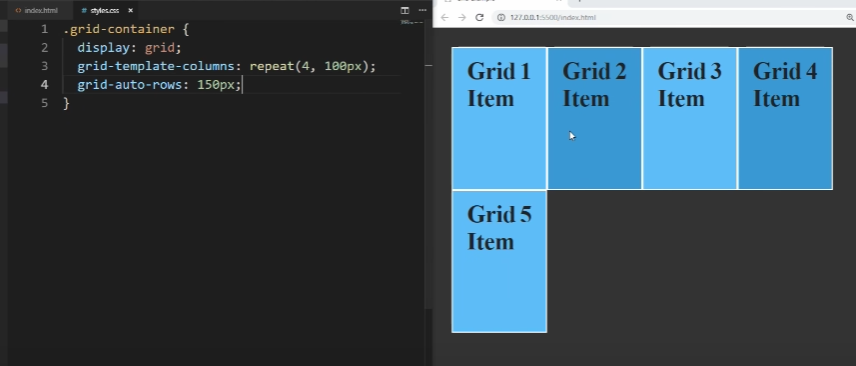 index.html
styles.css
127.0.0.1:5500/index.html
1 .grid-container {
2 display: grid;
3 grid-template-columns: repeat(4, 100px);
4 grid-auto-rows: 150px;
5 }
Grid 1
Item
Grid 2
Item
Grid 3
Item
Grid 4
Item
Grid 5
Item